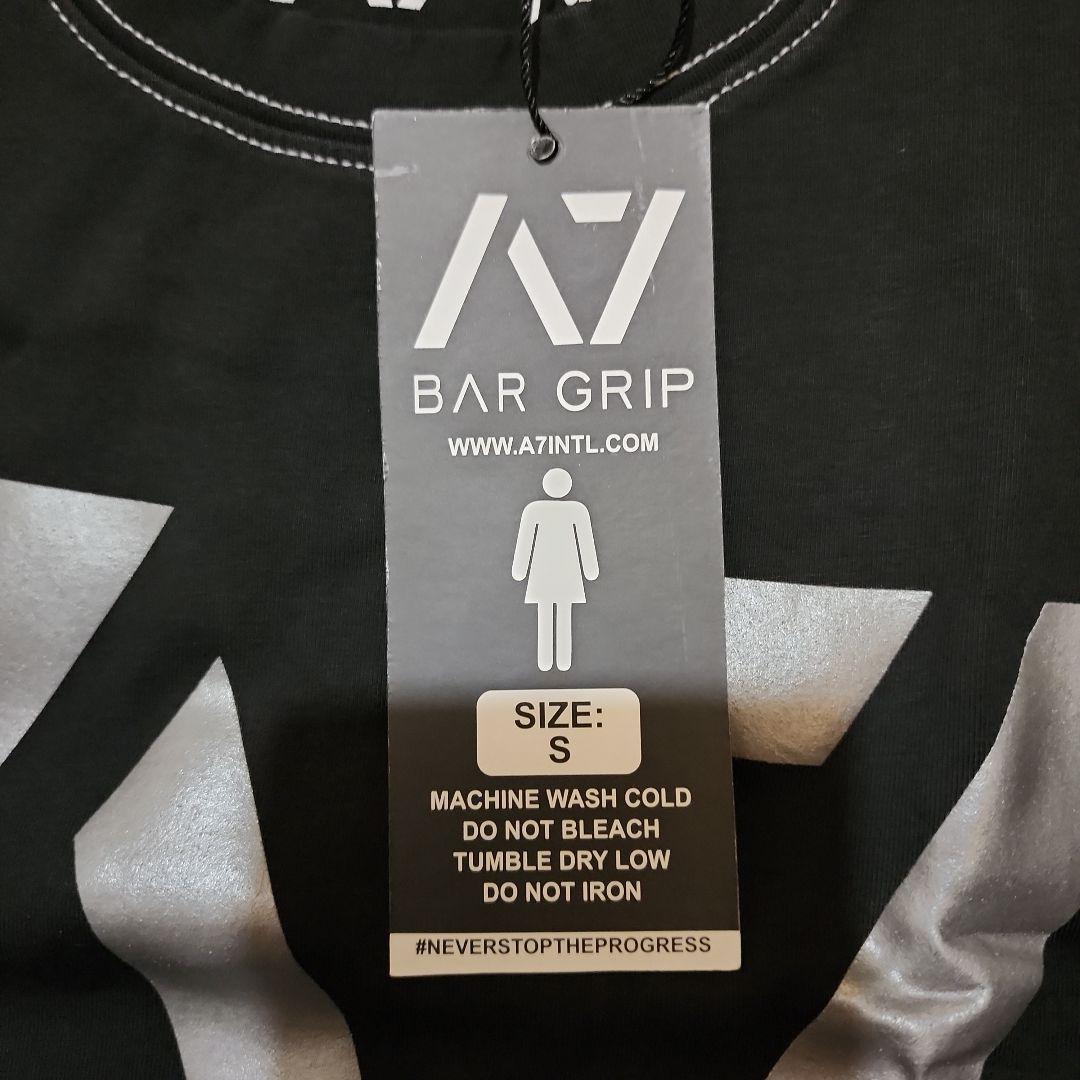 A7
BAR GRIP
WWW.A7INTL.COM
SIZE:
S
MACHINE WASH COLD
DO NOT BLEACH
TUMBLE DRY LOW
DO NOT IRON
#NEVERSTOPTHEPROGRESS